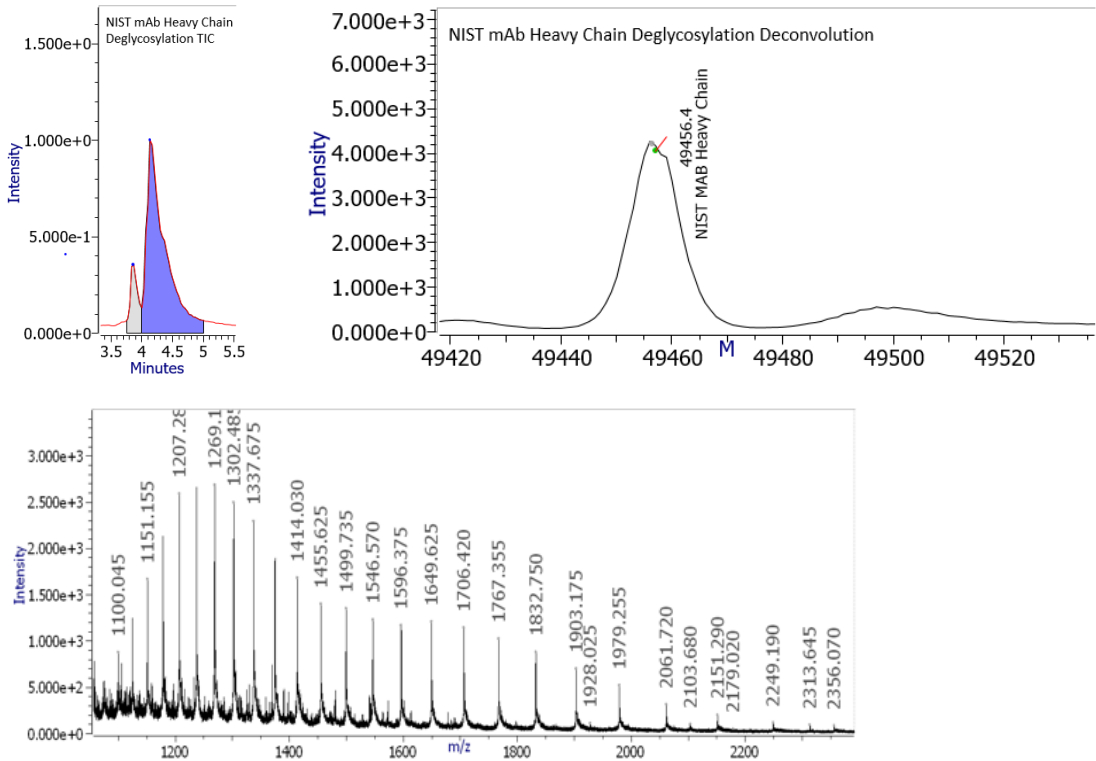 NIST mAb Heavy Chain
Deglycosylation TIC
1.500e+0
1.000e+0
5.000e-1
0.000e+0
Intensity
3.5 4 4.5 5 5.5
Minutes
NIST mAb Heavy Chain Deglycosylation Deconvolution
7.000e+3
6.000e+3
5.000e+3
4.000e+3
3.000e+3
2.000e+3
1.000e+3
0.000e+0
Intensity
49456.4
NIST MAB Heavy Chain
49420 49440 49460 49480 49500 49520
M
3.000e+3
2.500e+3
2.000e+3
1.500e+3
1.000e+3
5.000e+2
0.000e+0
Intensity
1100.045
1151.155
1207.28
1269.1
1302.485
1337.675
1414.030
1455.625
1499.735
1546.570
1596.375
1649.625
1706.420
1767.355
1832.750
1903.175
1928.025
1979.255
2061.720
2103.680
2151.290
2179.020
2249.190
2313.645
2356.070
1200 1400 1600 1800 2000 2200
m/z